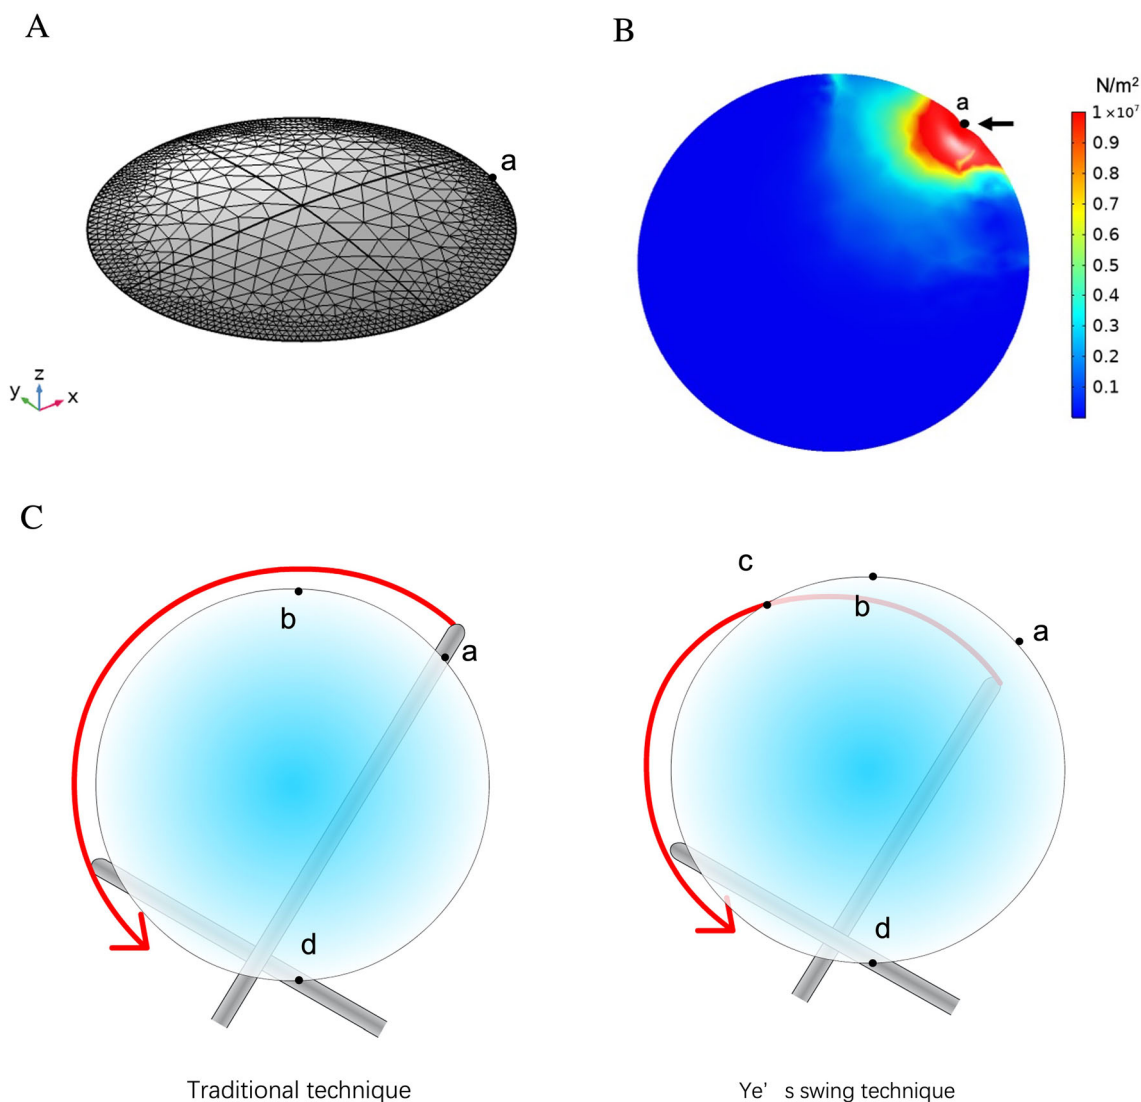 A
a
z
y
x
B
a
N/m²
1×10⁷
0.9
0.8
0.7
0.6
0.5
0.4
0.3
0.2
0.1
C
b
a
d
Traditional technique
c
b
a
d
Ye’ s swing technique